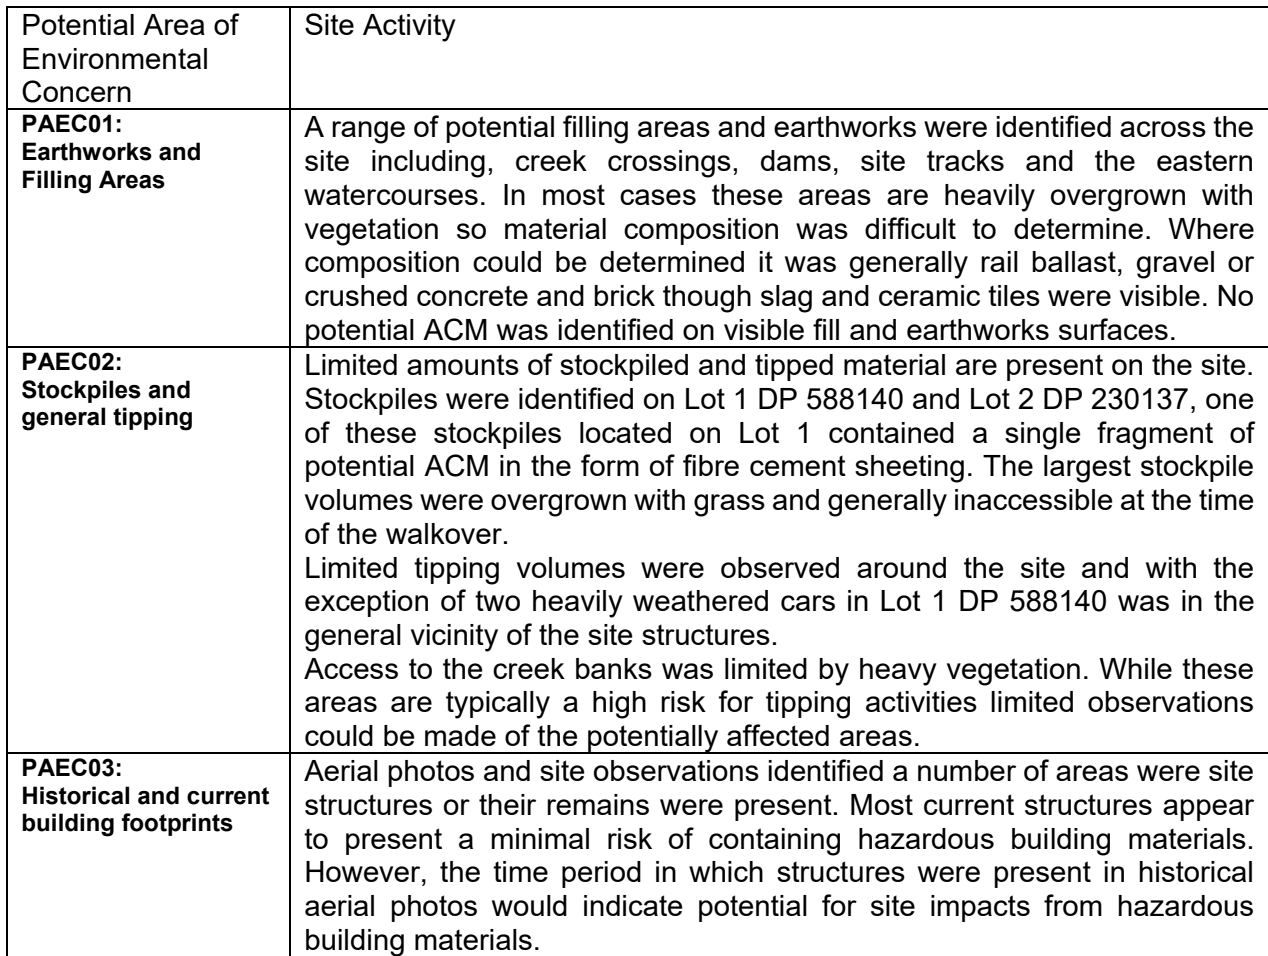 Potential Area of
Environmental
Concern
Site Activity
PAEC01:
Earthworks and
Filling Areas
A range of potential filling areas and earthworks were identified across the
site including, creek crossings, dams, site tracks and the eastern
watercourses. In most cases these areas are heavily overgrown with
vegetation so material composition was difficult to determine. Where
composition could be determined it was generally rail ballast, gravel or
crushed concrete and brick though slag and ceramic tiles were visible. No
potential ACM was identified on visible fill and earthworks surfaces.
PAEC02:
Stockpiles and
general tipping
Limited amounts of stockpiled and tipped material are present on the site.
Stockpiles were identified on Lot 1 DP 588140 and Lot 2 DP 230137, one
of these stockpiles located on Lot 1 contained a single fragment of
potential ACM in the form of fibre cement sheeting. The largest stockpile
volumes were overgrown with grass and generally inaccessible at the time
of the walkover.
Limited tipping volumes were observed around the site and with the
exception of two heavily weathered cars in Lot 1 DP 588140 was in the
general vicinity of the site structures.
Access to the creek banks was limited by heavy vegetation. While these
areas are typically a high risk for tipping activities limited observations
could be made of the potentially affected areas.
PAEC03:
Historical and current
building footprints
Aerial photos and site observations identified a number of areas were site
structures or their remains were present. Most current structures appear
to present a minimal risk of containing hazardous building materials.
However, the time period in which structures were present in historical
aerial photos would indicate potential for site impacts from hazardous
building materials.